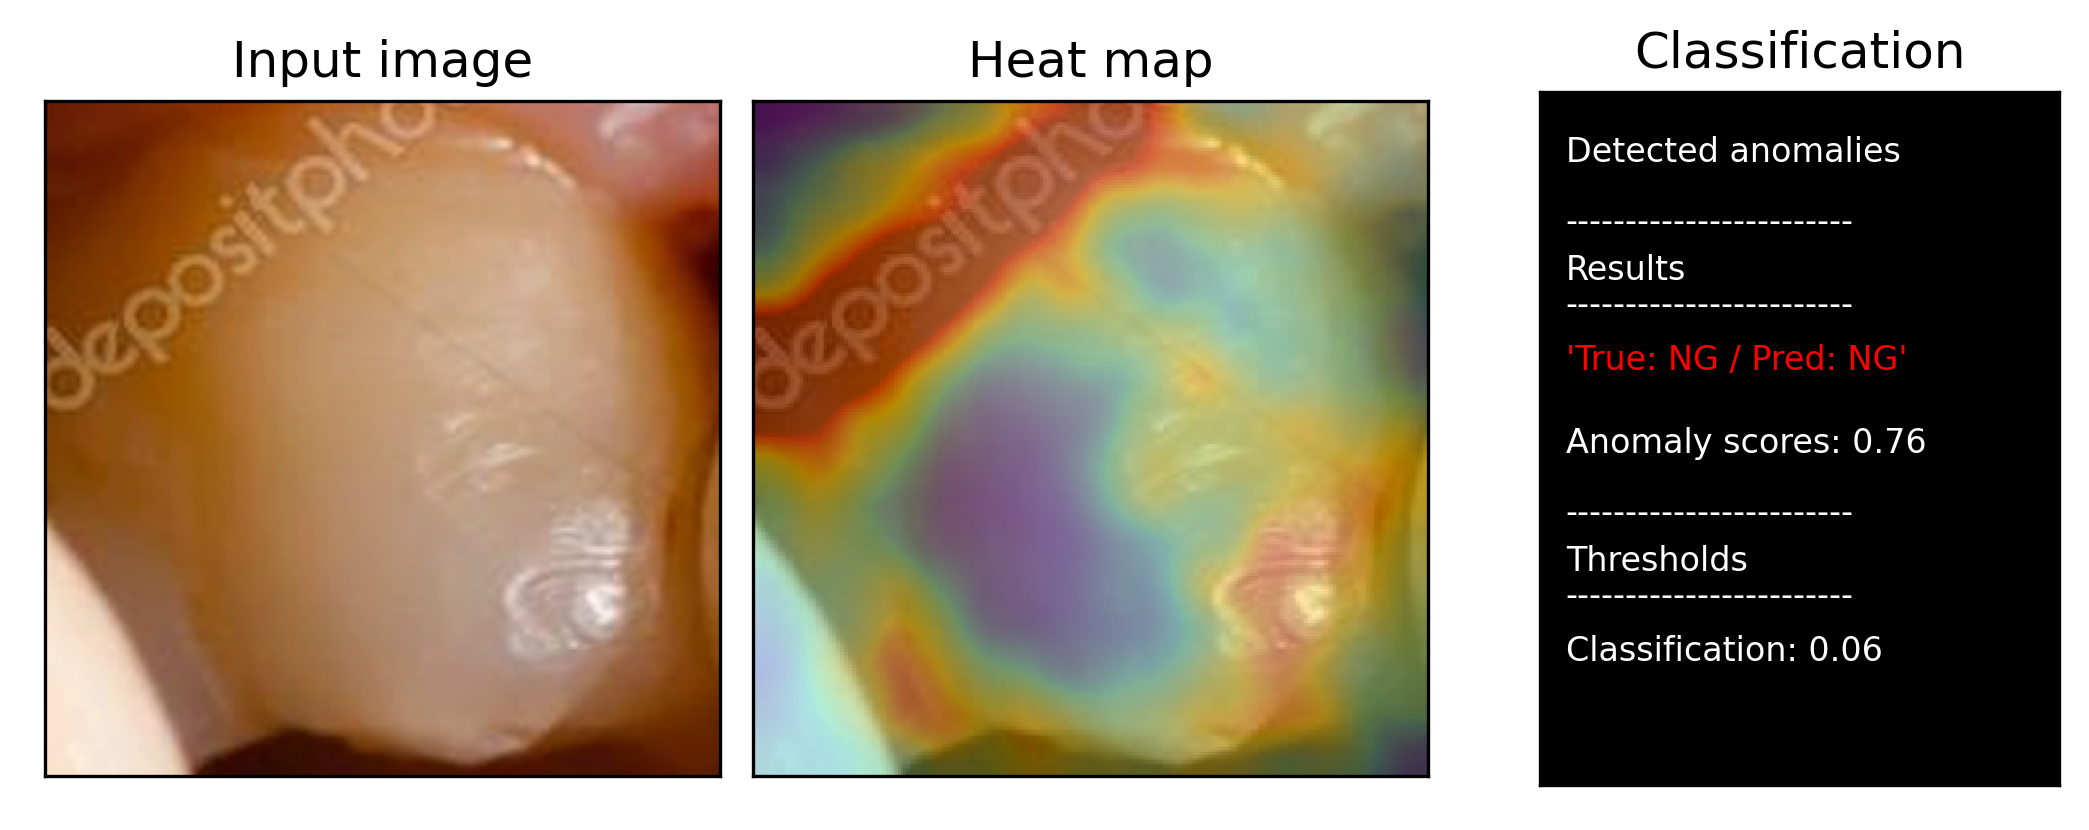 Input image
Heat map
Classification
depositpho
depositpho
Detected anomalies
------------------------
Results
------------------------
'True: NG / Pred: NG'
Anomaly scores: 0.76
------------------------
Thresholds
------------------------
Classification: 0.06